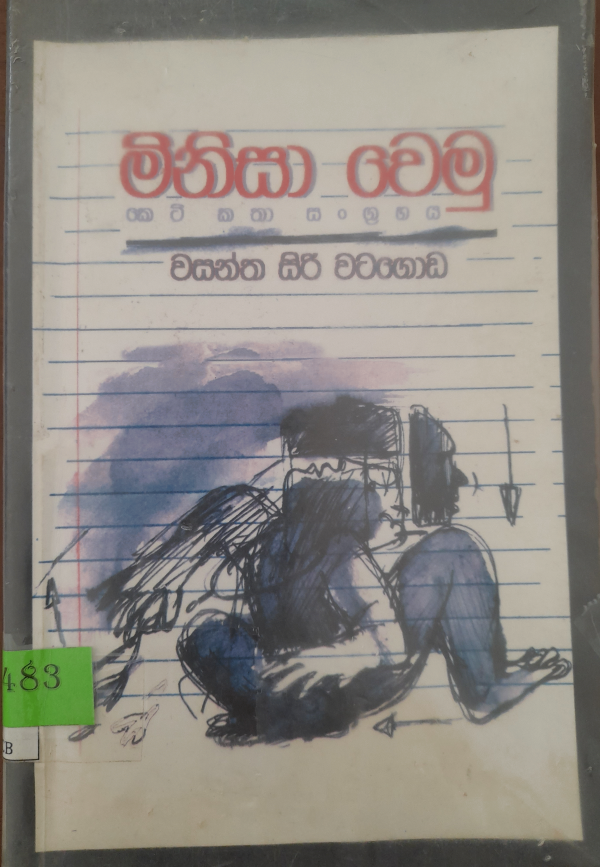 මිනිසා වෙමු
කෙටි කතා සංග්‍රහය
වසන්ත සිරි වටගොඩ
483